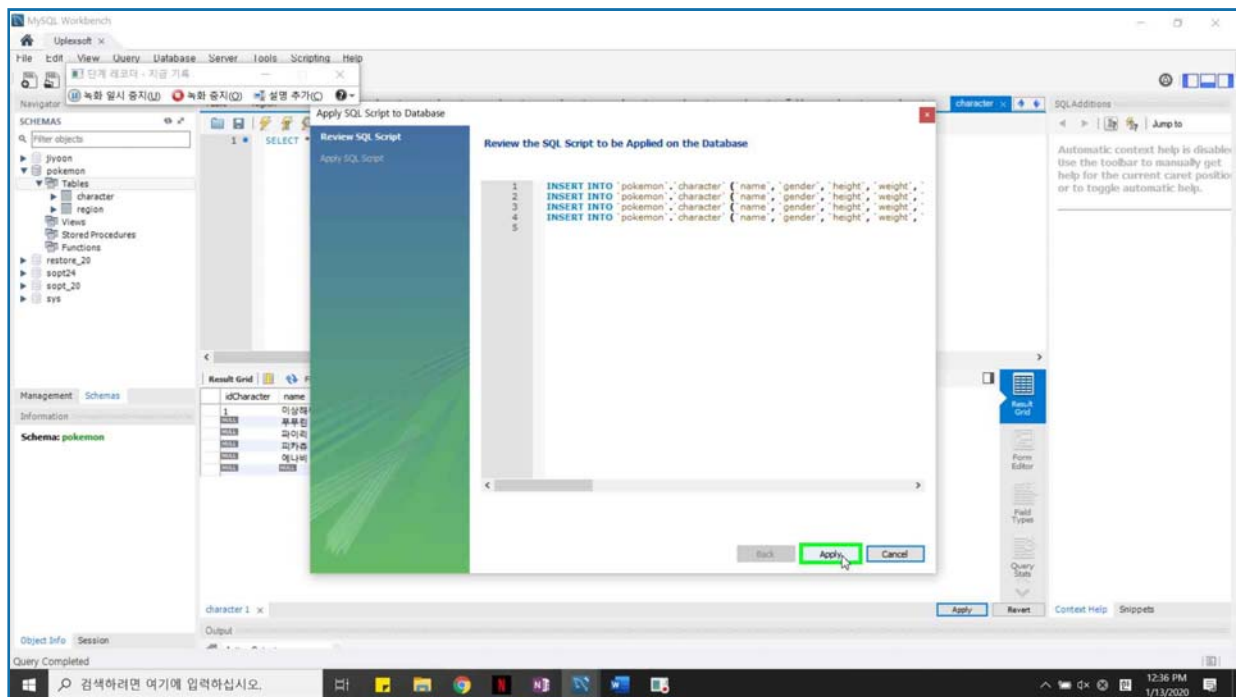 MySQL Workbench
Uplexsoft ×
File Edit View Query Database Server Tools Scripting Help
단계 레코더 - 지금 기록
녹화 일시 중지(U) 녹화 중지(O) 설명 추가(C)
Navigator
SCHEMAS
Filter objects
jiyoon
pokemon
Tables
character
region
Views
Stored Procedures
Functions
restore_20
sopt24
sopt_20
sys
Management Schemas
Information
Schema: pokemon
Object Info Session
Query Completed
character ×
1 SELECT *
Apply SQL Script to Database
Review SQL Script
Apply SQL Script
Review the SQL Script to be Applied on the Database
1 INSERT INTO `pokemon`.`character` (`name`, `gender`, `height`, `weight`, `
2 INSERT INTO `pokemon`.`character` (`name`, `gender`, `height`, `weight`, `
3 INSERT INTO `pokemon`.`character` (`name`, `gender`, `height`, `weight`, `
4 INSERT INTO `pokemon`.`character` (`name`, `gender`, `height`, `weight`, `
5
Back Apply Cancel
Result Grid
idCharacter name
1 이상해
NULL 푸푸린
NULL 파이리
NULL 피카츄
NULL
NULL NULL
Result Grid
Form Editor
Field Types
Query Stats
character 1 ×
Apply Revert
Output
SQLAdditions
Jump to
Automatic context help is disable
Use the toolbar to manually get
help for the current caret positio
or to toggle automatic help.
Context Help Snippets
검색하려면 여기에 입력하십시오.
12:36 PM
1/13/2020